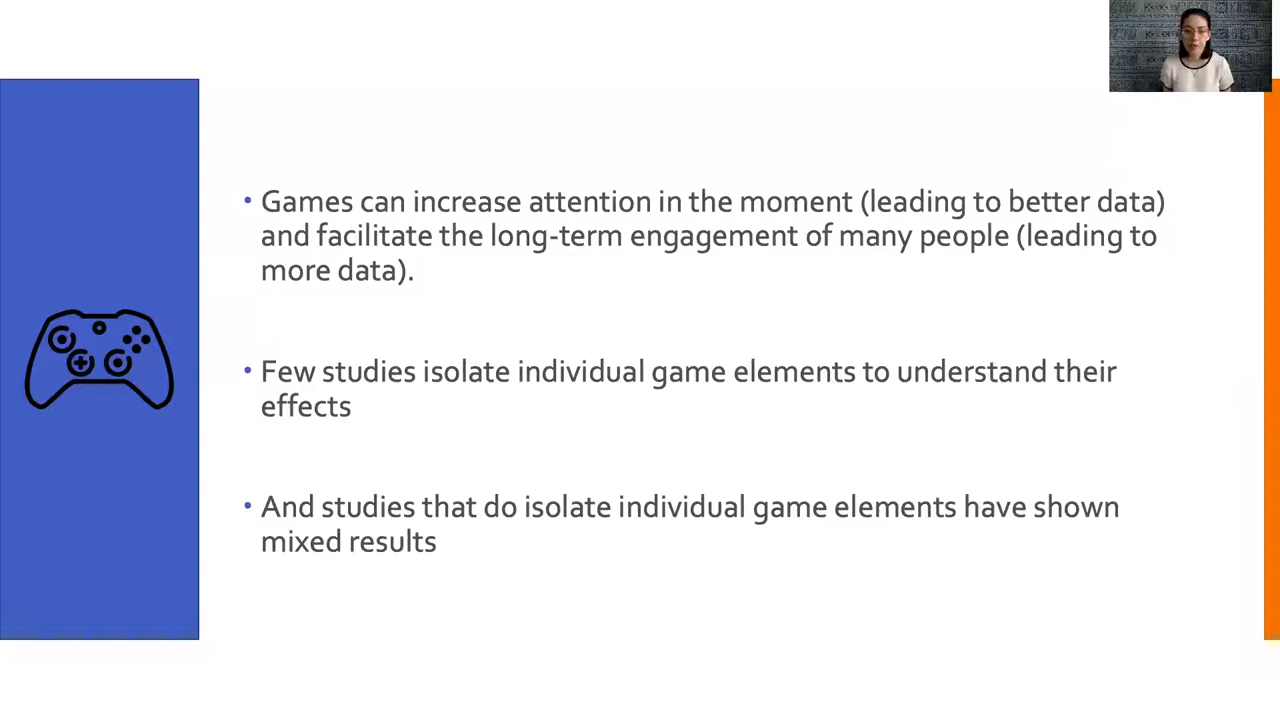 • Games can increase attention in the moment (leading to better data)
and facilitate the long-term engagement of many people (leading to
more data).
• Few studies isolate individual game elements to understand their
effects
• And studies that do isolate individual game elements have shown
mixed results